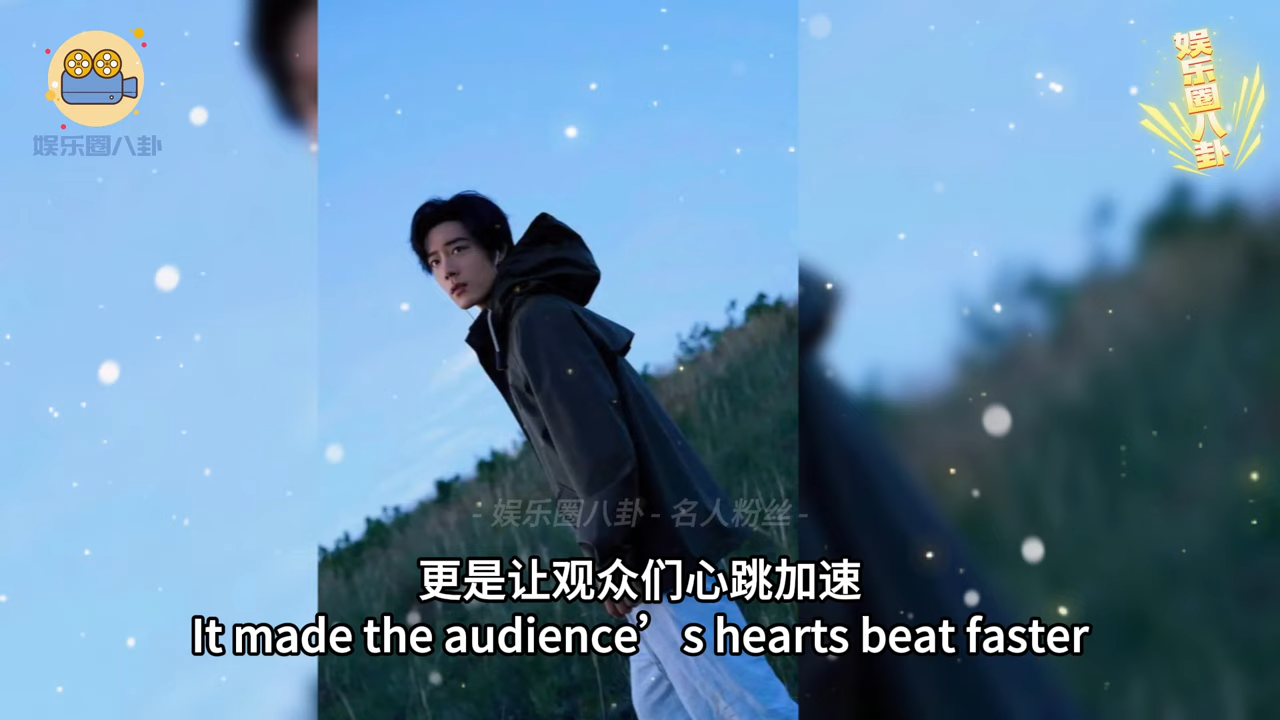 娱乐圈八卦
娱乐圈八卦
- 娱乐圈八卦 - 名人粉丝 -
更是让观众们心跳加速
It made the audience’s hearts beat faster